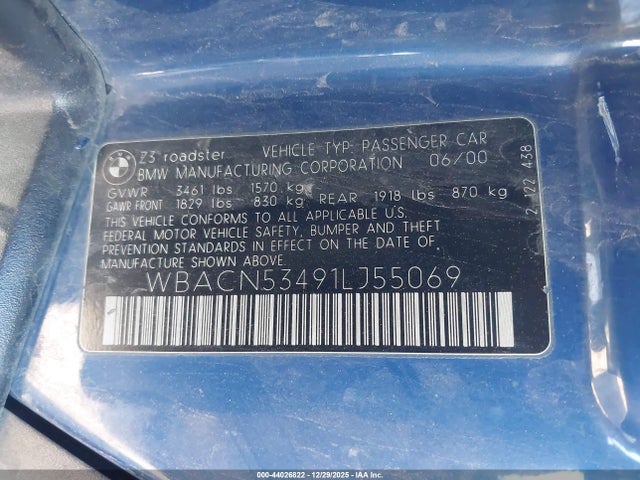 BMW
Z3 roadster VEHICLE TYP: PASSENGER CAR
BMW MANUFACTURING CORPORATION 06/00
GVWR 3461 lbs 1570 kg
GAWR FRONT 1829 lbs 830 kg REAR 1918 lbs 870 kg
THIS VEHICLE CONFORMS TO ALL APPLICABLE U.S.
FEDERAL MOTOR VEHICLE SAFETY, BUMPER AND THEFT
PREVENTION STANDARDS IN EFFECT ON THE DATE OF
MANUFACTURE SHOWN ABOVE.
WBACN53491LJ55069
2 122 438
000-44026822 • 12/29/2025 • IAAI.COM